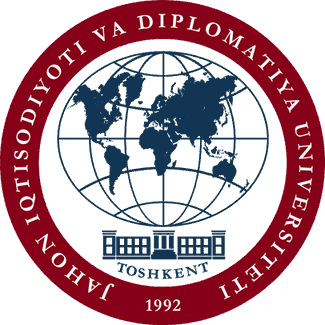 JAHON IQTISODIYOTI VA DIPLOMATIYA UNIVERSITETI
TOSHKENT
1992